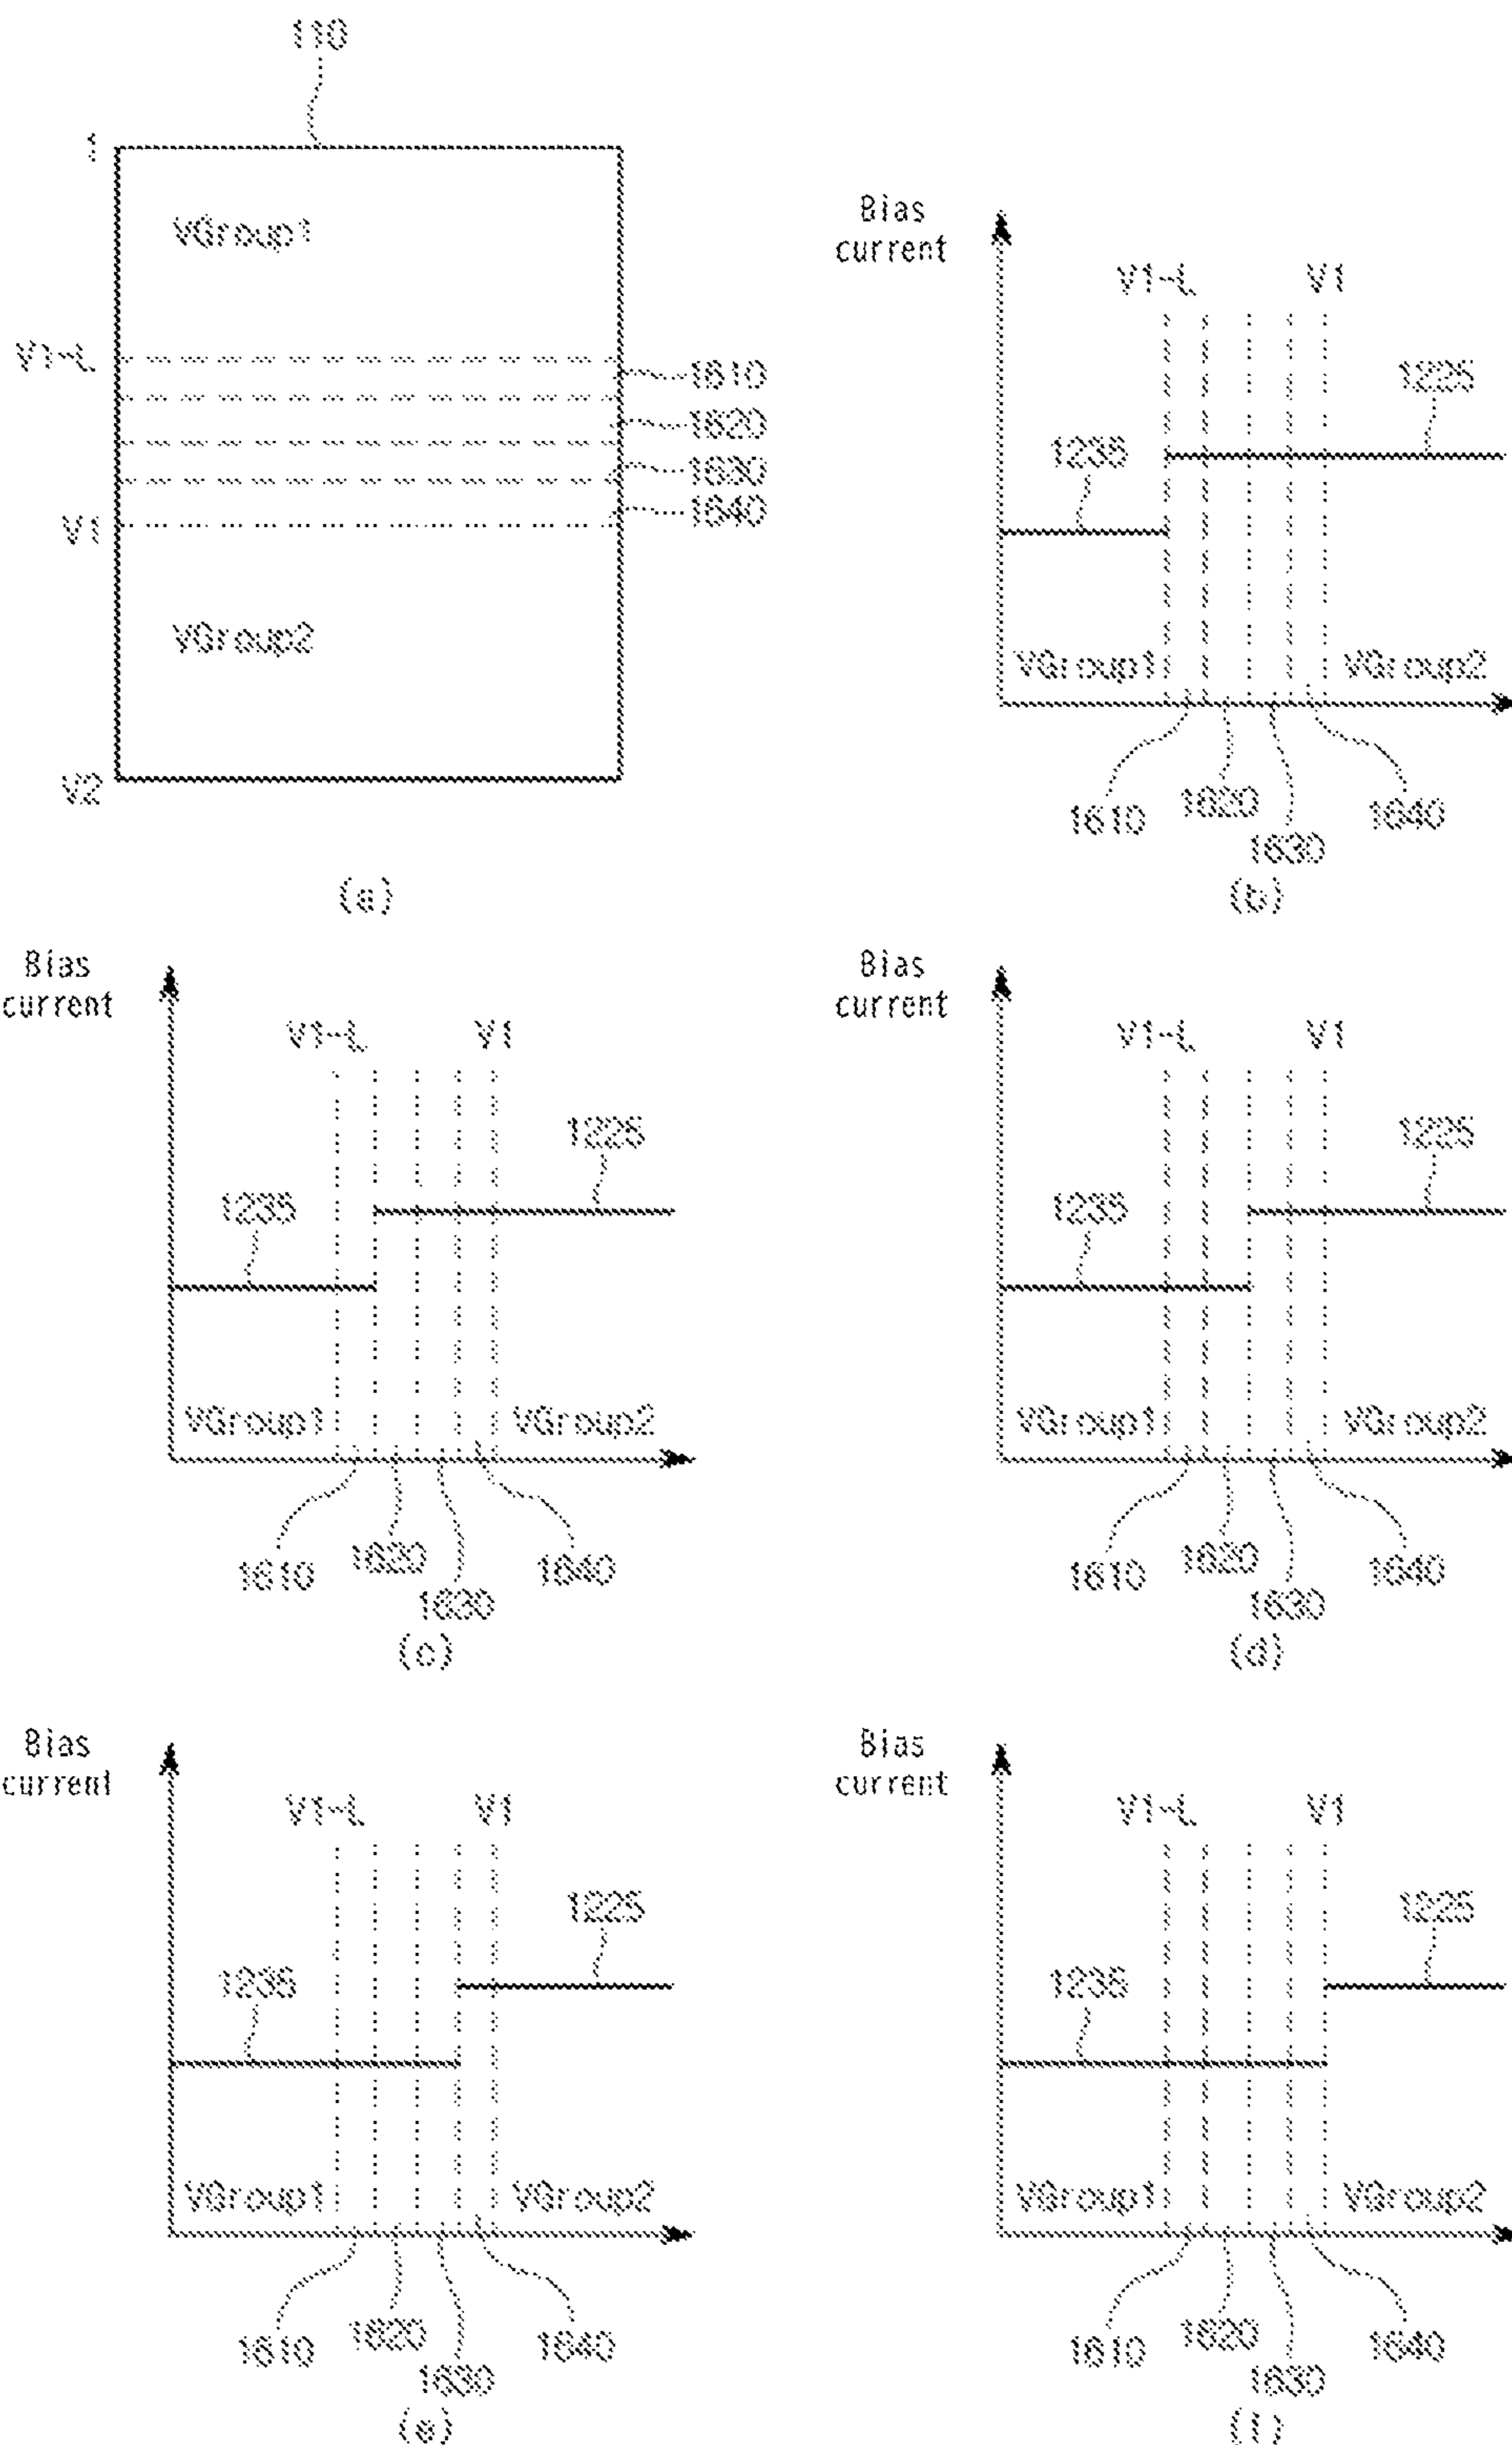 110
1
VGroup1
V1-L
1610
1620
1630
1640
V1
VGroup2
V2
(a)
Bias
current
V1-L
V1
1225
1235
VGroup1
VGroup2
1610
1620
1630
1640
(b)
Bias
current
V1-L
V1
1225
1235
VGroup1
VGroup2
1610
1620
1630
1640
(c)
Bias
current
V1-L
V1
1225
1235
VGroup1
VGroup2
1610
1620
1630
1640
(d)
Bias
current
V1-L
V1
1225
1235
VGroup1
VGroup2
1610
1620
1630
1640
(e)
Bias
current
V1-L
V1
1225
1235
VGroup1
VGroup2
1610
1620
1630
1640
(f)